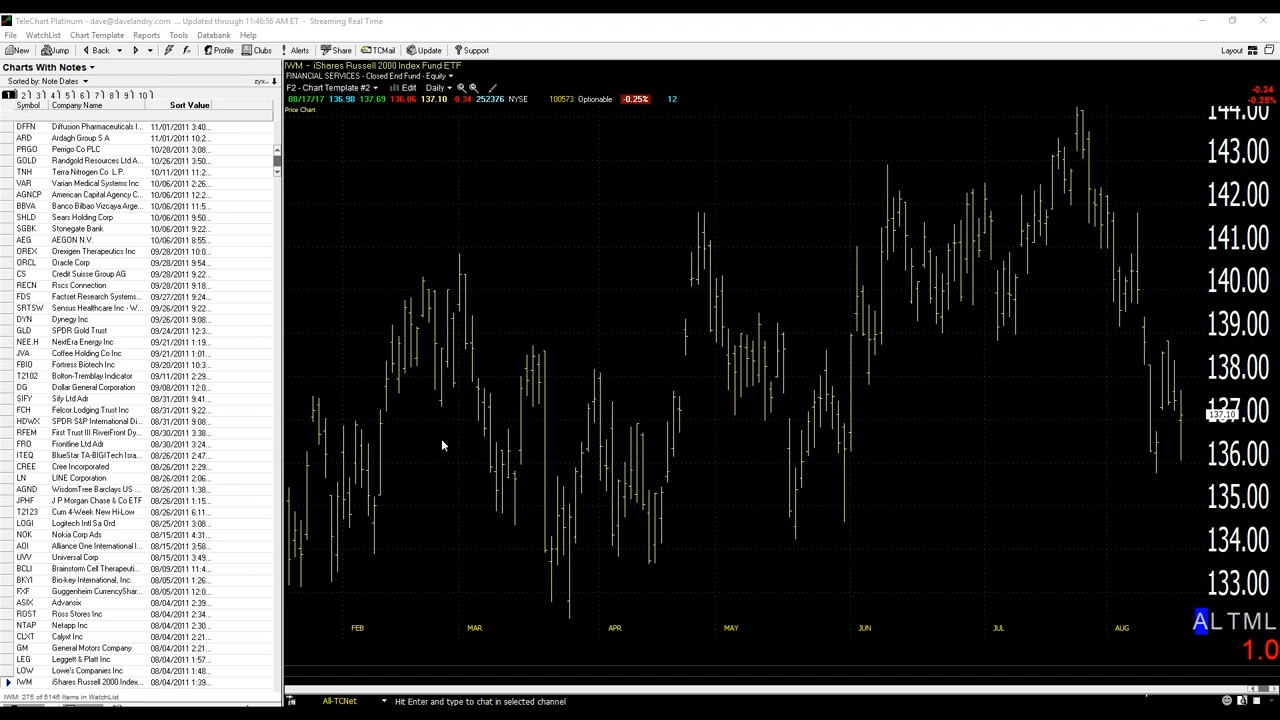 TeleChart Platinum - dave@davelandry.com ... Updated through 11:46:56 AM ET - Streaming Real Time
File WatchList Chart Template Reports Tools Databank Help
New Jump Back Profile Clubs Alerts Share TCMail Update Support Layout
Charts With Notes
Sorted by: Note Dates
1 2 3 4 5 6 7 8 9 10
Symbol Company Name Sort Value
DFFN Diffusion Pharmaceuticals I... 11/01/2011 3:40...
ARD Ardagh Group S A 11/01/2011 10:2...
PRGO Perrigo Co PLC 10/28/2011 3:08...
GOLD Randgold Resources Ltd A... 10/26/2011 3:50...
TNH Terra Nitrogen Co L.P. 10/11/2011 11:2...
VAR Varian Medical Systems Inc 10/06/2011 2:26...
AGNCP American Capital Agency C... 10/06/2011 12:2...
BBVA Banco Bilbao Vizcaya Arge... 10/06/2011 11:5...
SHLD Sears Holding Corp 10/06/2011 9:50...
SGBK Stonegate Bank 10/06/2011 9:22...
AEG AEGON N.V. 10/06/2011 8:55...
OREX Orexigen Therapeutics Inc 09/28/2011 10:0...
ORCL Oracle Corp 09/28/2011 9:54...
CS Credit Suisse Group AG 09/28/2011 9:22...
RECN Rscs Connection 09/28/2011 9:18...
FDS Factset Research Systems... 09/27/2011 9:24...
SRTSW Sensus Healthcare Inc - W... 09/26/2011 9:22...
DYN Dynegy Inc 09/26/2011 9:08...
GLD SPDR Gold Trust 09/24/2011 12:3...
NEE.H NextEra Energy Inc 09/21/2011 1:19...
JVA Coffee Holding Co Inc 09/21/2011 1:01...
FBIO Fortress Biotech Inc 09/20/2011 10:3...
T2102 Bolton-Tremblay Indicator 09/11/2011 2:29...
DG Dollar General Corporation 09/08/2011 12:0...
SIFY Sify Ltd Adr 08/31/2011 9:41...
FCH Felcor Lodging Trust Inc 08/31/2011 9:22...
HDWX SPDR S&P International Di... 08/31/2011 9:08...
RFEM First Trust III RiverFront Dy... 08/30/2011 3:38...
FRO Frontline Ltd Adr 08/30/2011 3:24...
ITEQ BlueStar TA-BIGITech Isra... 08/26/2011 2:47...
CREE Cree Incorporated 08/26/2011 2:29...
LN LINE Corporation 08/26/2011 2:06...
AGND WisdomTree Barclays US ... 08/26/2011 1:38...
JPHF J P Morgan Chase & Co ETF 08/26/2011 1:15...
T2123 Cum 4-Week New Hi-Low 08/26/2011 6:11...
LOGI Logitech Intl Sa Ord 08/25/2011 3:08...
NOK Nokia Corp Ads 08/15/2011 4:31...
AOI Alliance One International I... 08/15/2011 3:58...
UVV Universal Corp 08/15/2011 3:49...
BCLI Brainstorm Cell Therapeuti... 08/09/2011 11:4...
BKYI Bio-key International, Inc. 08/05/2011 1:26...
FXF Guggenheim CurrencyShar... 08/05/2011 12:0...
ASIX Advansix 08/04/2011 2:39...
ROST Ross Stores Inc 08/04/2011 2:34...
NTAP Netapp Inc 08/04/2011 2:30...
CLXT Calyxt Inc 08/04/2011 2:21...
GM General Motors Company 08/04/2011 2:21...
LEG Leggett & Platt Inc 08/04/2011 1:57...
LOW Lowe's Companies Inc 08/04/2011 1:48...
IWM iShares Russell 2000 Index... 08/04/2011 1:39...
IWM: 275 of 5146 Items in WatchList
IWM - iShares Russell 2000 Index Fund ETF
FINANCIAL SERVICES - Closed End Fund - Equity
F2 - Chart Template #2 Edit Daily
08/17/17 136.98 137.69 136.06 137.10 -0.34 252376 NYSE 100573 Optionable -0.25% 12
Price Chart
-0.34
-0.25%
144.00
143.00
142.00
141.00
140.00
139.00
138.00
137.00
137.10
136.00
135.00
134.00
133.00
FEB MAR APR MAY JUN JUL AUG
ALTML
1.0
All-TCNet Hit Enter and type to chat in selected channel